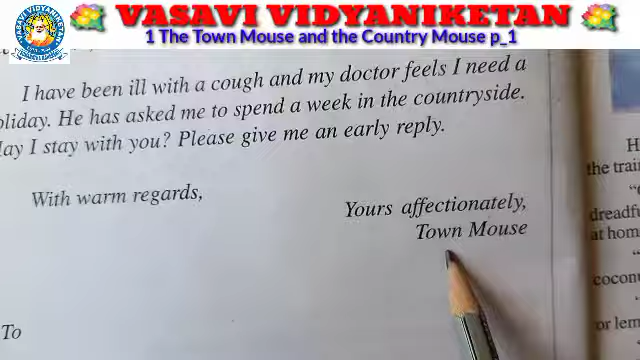 VASAVI VIDYANIKETAN
1 The Town Mouse and the Country Mouse p_1
I have been ill with a cough and my doctor feels I need a
oliday. He has asked me to spend a week in the countryside.
ay I stay with you? Please give me an early reply.
With warm regards,
Yours affectionately,
Town Mouse
To
H
the trai
dreadfu
at hom
coconu
or lem